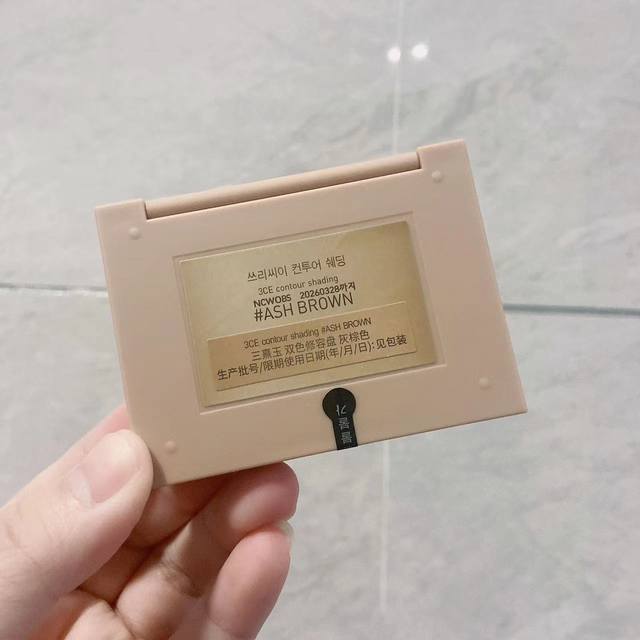 쓰리씨이 컨투어 쉐딩
3CE contour shading
NCWOBS 20260328까지
#ASH BROWN
3CE contour shading #ASH BROWN
三熹玉 双色修容盘 灰棕色
生产批号/限期使用日期(年/月/日): 见包装